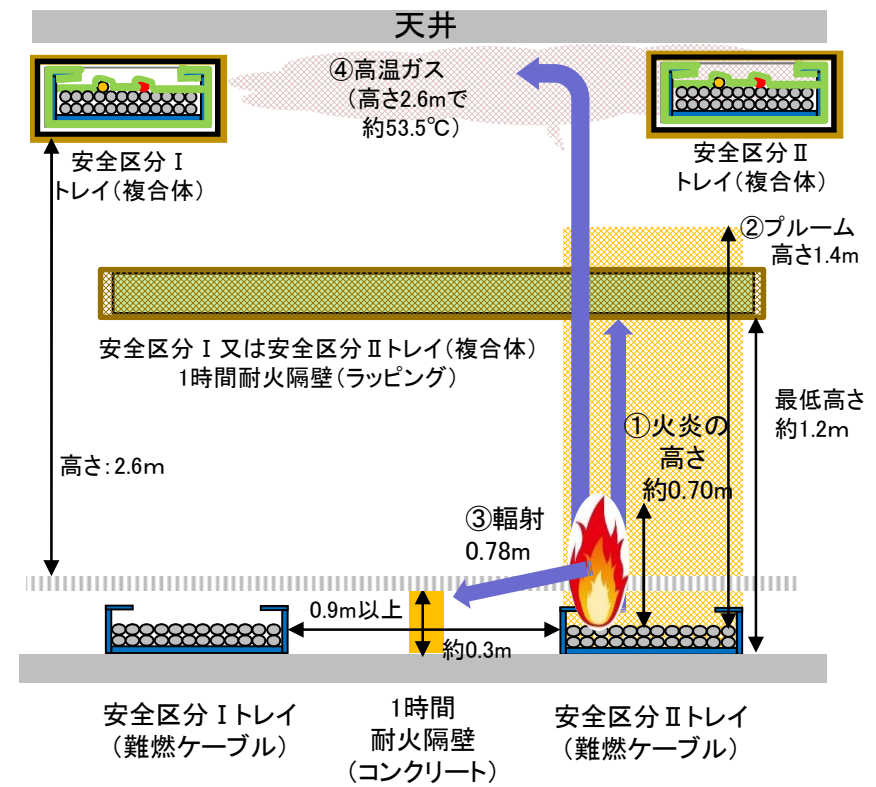 天井
④高温ガス
（高さ2.6mで
約53.5℃）
安全区分Ⅰ
トレイ（複合体）
安全区分Ⅱ
トレイ（複合体）
②プルーム
高さ1.4m
安全区分Ⅰ又は安全区分Ⅱトレイ（複合体）
1時間耐火隔壁（ラッピング）
最低高さ
約1.2m
①火炎の
高さ
約0.70m
高さ：2.6m
③輻射
0.78m
0.9m以上
約0.3m
安全区分Ⅰトレイ
（難燃ケーブル）
1時間
耐火隔壁
（コンクリート）
安全区分Ⅱトレイ
（難燃ケーブル）